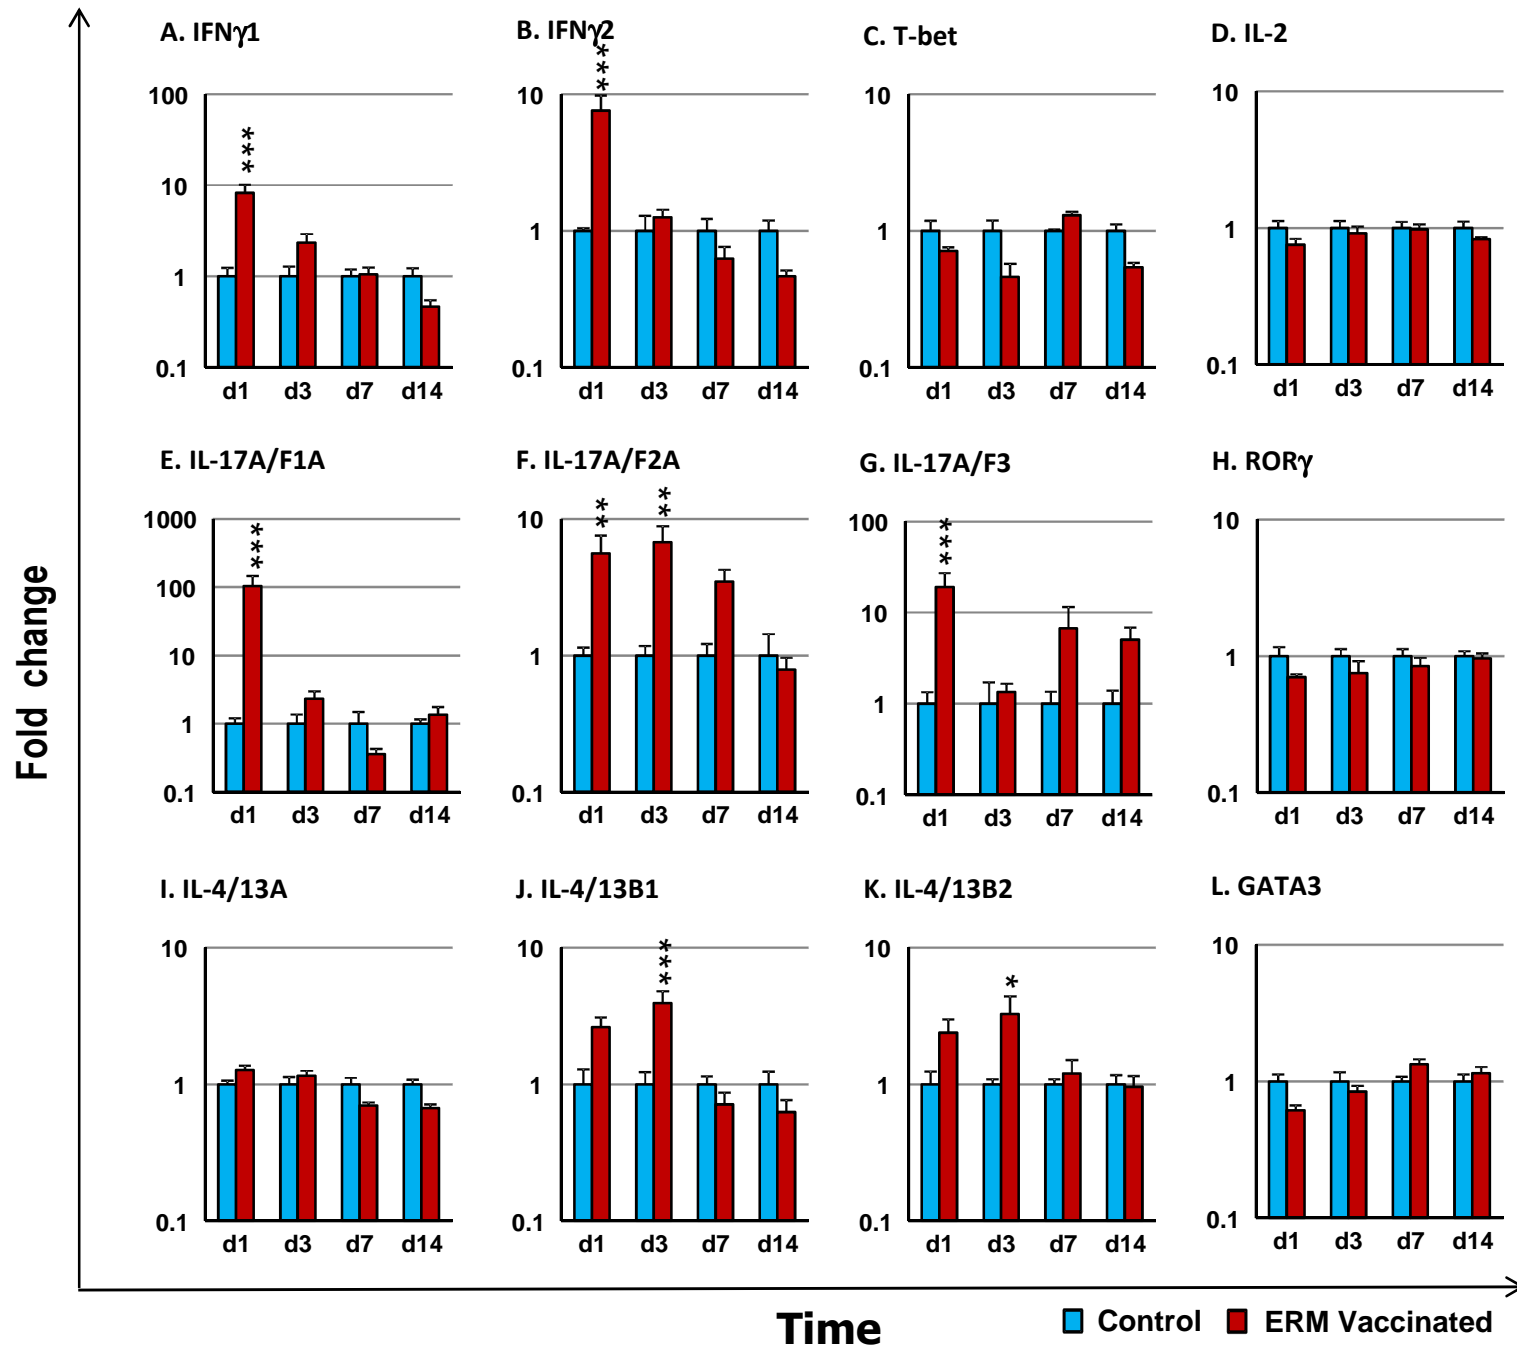 A. IFNγ1
B. IFNγ2
C. T-bet
D. IL-2
100
10
1
0.1
***
d1 d3 d7 d14
10
1
0.1
***
d1 d3 d7 d14
10
1
0.1
d1 d3 d7 d14
10
1
0.1
d1 d3 d7 d14
E. IL-17A/F1A
F. IL-17A/F2A
G. IL-17A/F3
H. RORγ
1000
100
10
1
0.1
***
d1 d3 d7 d14
10
1
0.1
**
**
d1 d3 d7 d14
100
10
1
0.1
***
d1 d3 d7 d14
10
1
0.1
d1 d3 d7 d14
I. IL-4/13A
J. IL-4/13B1
K. IL-4/13B2
L. GATA3
10
1
0.1
d1 d3 d7 d14
10
1
0.1
***
d1 d3 d7 d14
10
1
0.1
*
d1 d3 d7 d14
10
1
0.1
d1 d3 d7 d14
Fold change
Time
Control
ERM Vaccinated